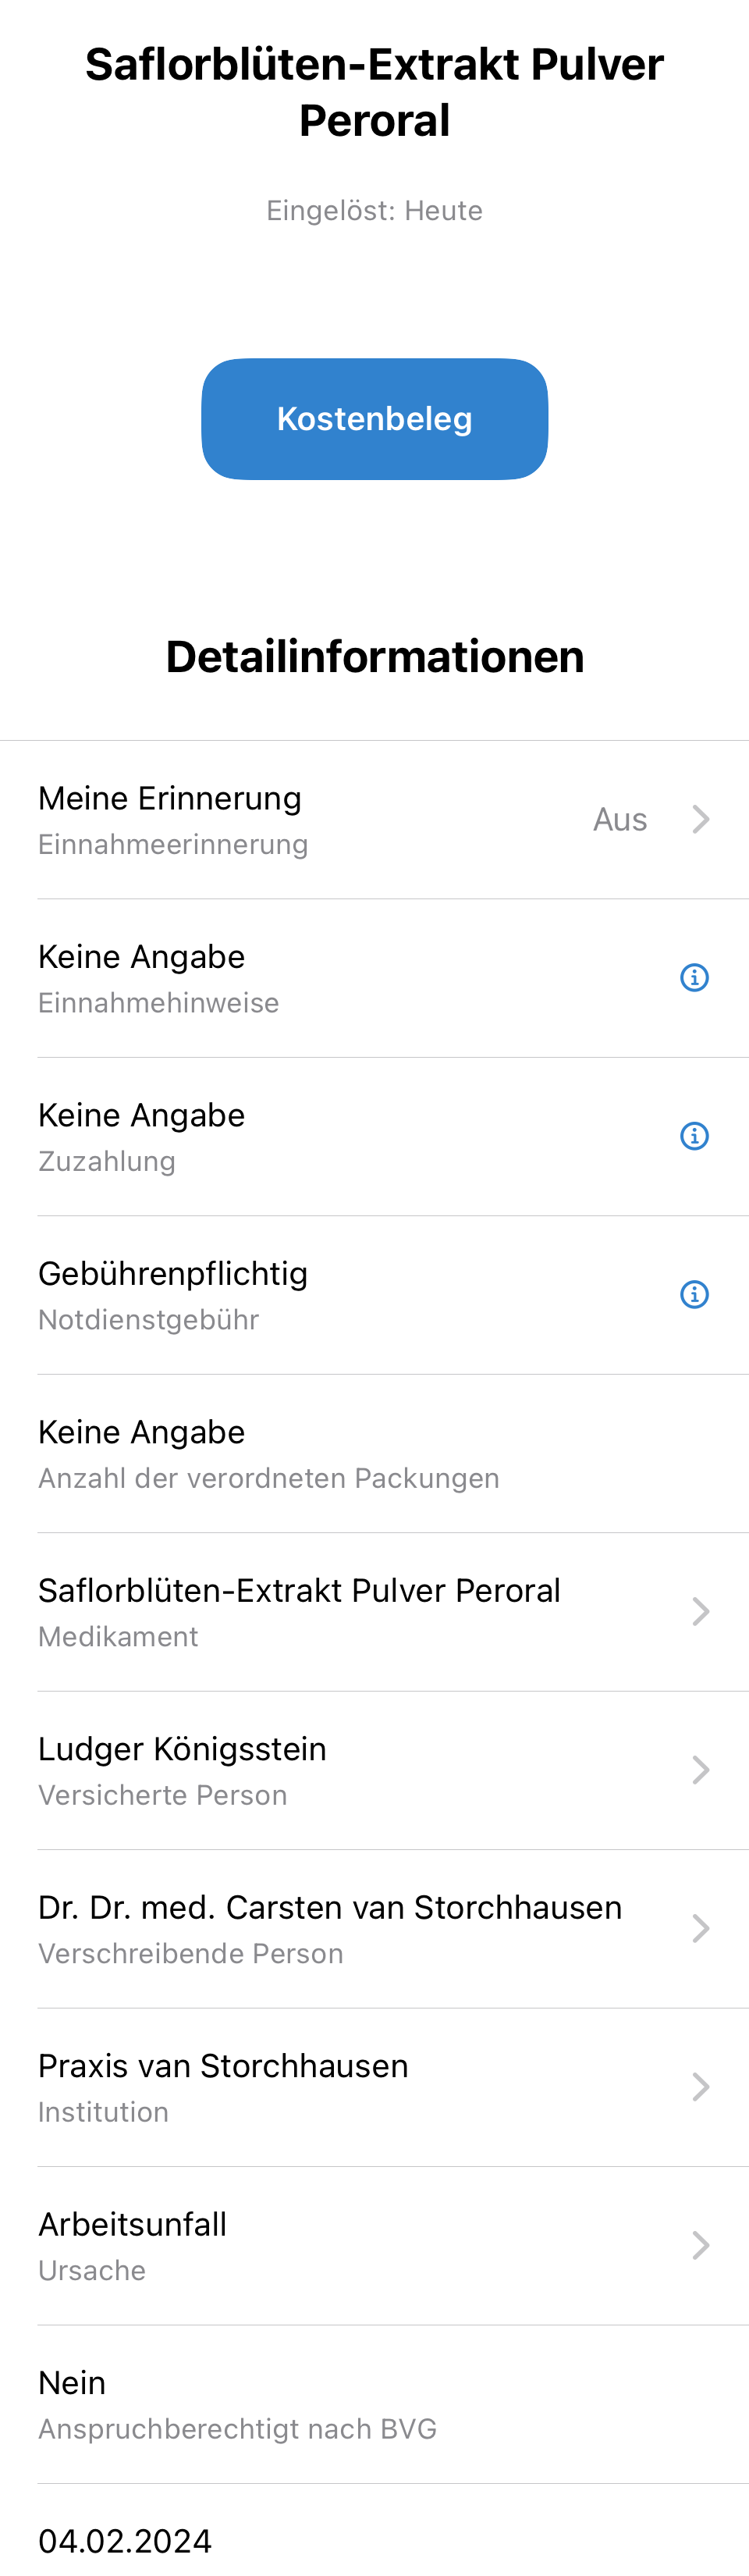 Saflorblüten-Extrakt Pulver
Peroral
Eingelöst: Heute
Kostenbeleg
Detailinformationen
Meine Erinnerung
Einnahmeerinnerung
Aus
Keine Angabe
Einnahmehinweise
Keine Angabe
Zuzahlung
Gebührenpflichtig
Notdienstgebühr
Keine Angabe
Anzahl der verordneten Packungen
Saflorblüten-Extrakt Pulver Peroral
Medikament
Ludger Königsstein
Versicherte Person
Dr. Dr. med. Carsten van Storchhausen
Verschreibende Person
Praxis van Storchhausen
Institution
Arbeitsunfall
Ursache
Nein
Anspruchberechtigt nach BVG
04.02.2024